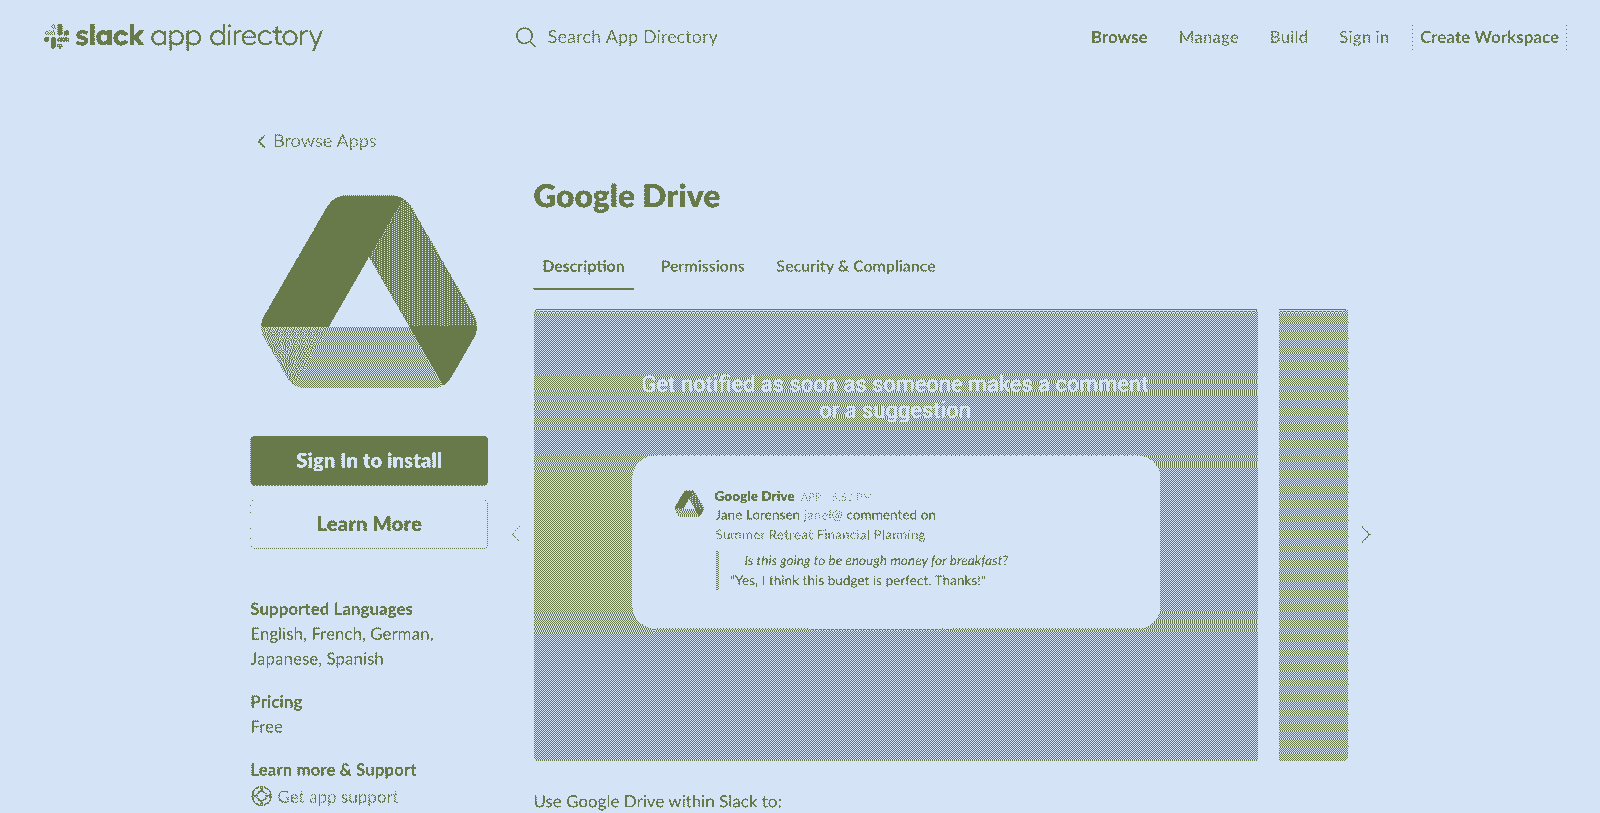 slack app directory
Search App Directory
Browse
Manage
Build
Sign in
Create Workspace
Browse Apps
Google Drive
Description
Permissions
Security & Compliance
Get notified as soon as someone makes a comment
or a suggestion
Google Drive APP
Jane Lorensen janel@ commented on
Summer Retreat Financial Planning
Is this going to be enough money for breakfast?
"Yes, I think this budget is perfect. Thanks!"
Sign In to install
Learn More
Supported Languages
English, French, German,
Japanese, Spanish
Pricing
Free
Learn more & Support
Get app support
Use Google Drive within Slack to: